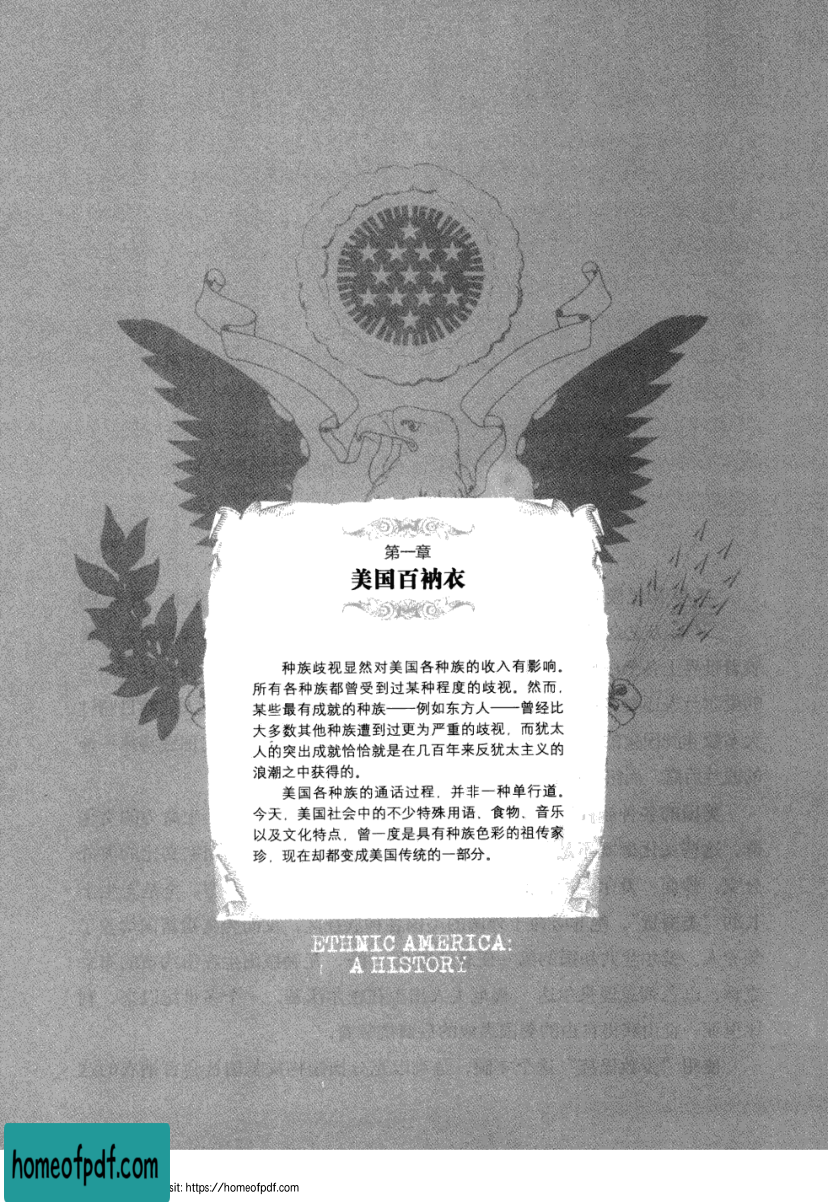 第一章
美国百衲衣
种族歧视显然对美国各种族的收入有影响。
所有各种族都曾受到过某种程度的歧视。然而，
某些最有成就的种族——例如东方人——曾经比
大多数其他种族遭到过更为严重的歧视，而犹太
人的突出成就恰恰就是在几百年来反犹太主义的
浪潮之中获得的。
美国各种族的通话过程，并非一种单行道。
今天，美国社会中的不少特殊用语、食物、音乐
以及文化特点，曾一度是具有种族色彩的祖传家
珍，现在却都变成美国传统的一部分。
ETHNIC AMERICA:
A HISTORY
homeofpdf.com
sit: https://homeofpdf.com